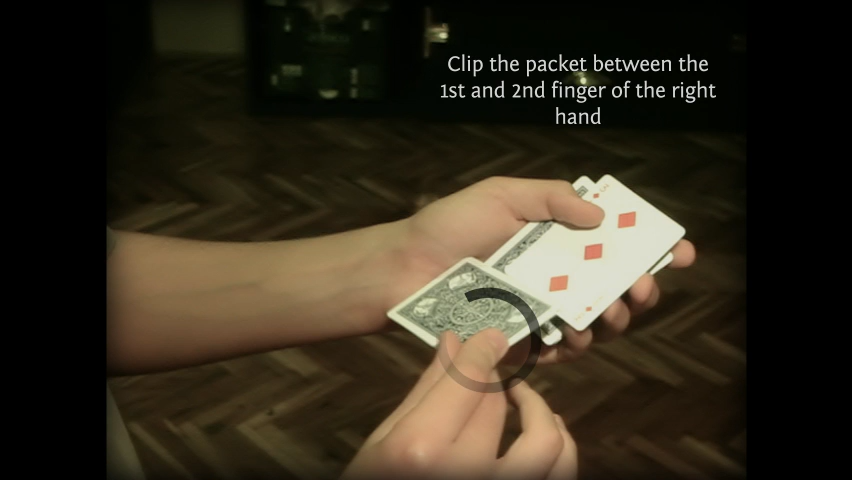 Clip the packet between the
1st and 2nd finger of the right
hand